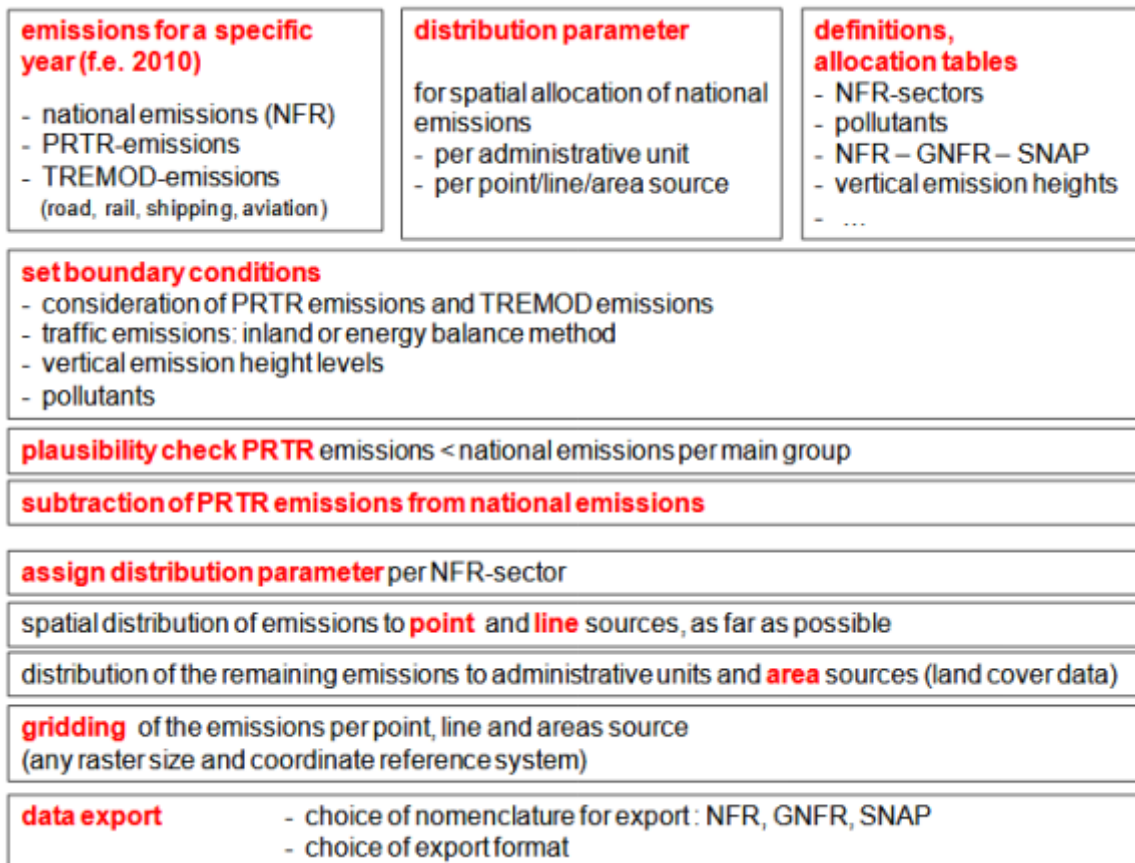 emissions for a specific
year (f.e. 2010)
- national emissions (NFR)
- PRTR-emissions
- TREMOD-emissions
(road, rail, shipping, aviation)
distribution parameter
for spatial allocation of national
emissions
- per administrative unit
- per point/line/area source
definitions,
allocation tables
- NFR-sectors
- pollutants
- NFR – GNFR – SNAP
- vertical emission heights
- ...
set boundary conditions
- consideration of PRTR emissions and TREMOD emissions
- traffic emissions: inland or energy balance method
- vertical emission height levels
- pollutants
plausibility check PRTR emissions < national emissions per main group
subtraction of PRTR emissions from national emissions
assign distribution parameter per NFR-sector
spatial distribution of emissions to point and line sources, as far as possible
distribution of the remaining emissions to administrative units and area sources (land cover data)
gridding of the emissions per point, line and areas source
(any raster size and coordinate reference system)
data export - choice of nomenclature for export : NFR, GNFR, SNAP
- choice of export format